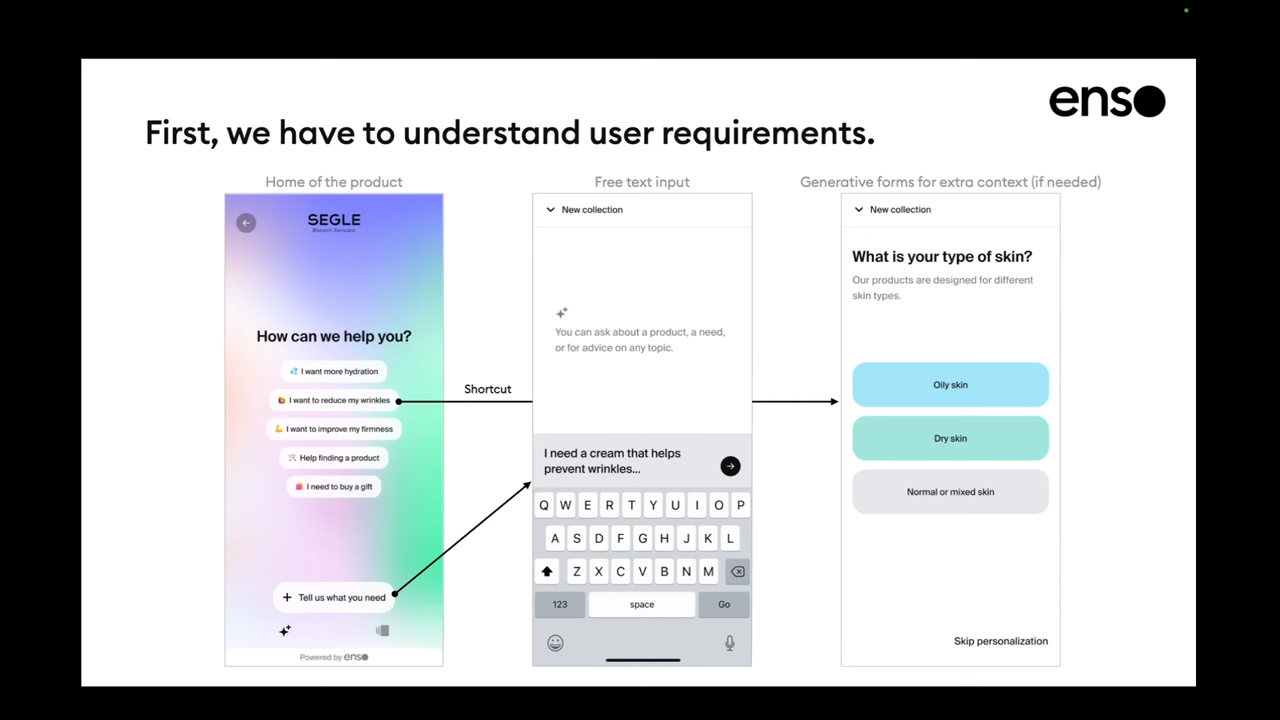 enso
First, we have to understand user requirements.
Home of the product
SEGLE
Biotech Skincare
How can we help you?
💦 I want more hydration
I want to reduce my wrinkles
💪 I want to improve my firmness
Help finding a product
I need to buy a gift
+ Tell us what you need
Powered by enso
Shortcut
Free text input
New collection
You can ask about a product, a need,
or for advice on any topic.
I need a cream that helps
prevent wrinkles...
Q W E R T Y U I O P
A S D F G H J K L
Z X C V B N M
123 space Go
Generative forms for extra context (if needed)
New collection
What is your type of skin?
Our products are designed for different
skin types.
Oily skin
Dry skin
Normal or mixed skin
Skip personalization